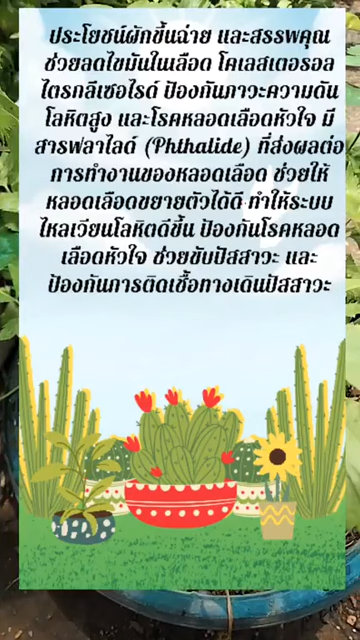 ประโยชน์ผักขึ้นฉ่าย และสรรพคุณ
ช่วยลดไขมันในเลือด โคเลสเตอรอล
ไตรกลีเซอไรด์ ป้องกันภาวะความดัน
โลหิตสูง และโรคหลอดเลือดหัวใจ มี
สารฟลาไลด์ (Phthalide) ที่ส่งผลต่อ
การทำงานของหลอดเลือด ช่วยให้
หลอดเลือดขยายตัวได้ดี ทำให้ระบบ
ไหลเวียนโลหิตดีขึ้น ป้องกันโรคหลอด
เลือดหัวใจ ช่วยขับปัสสาวะ และ
ป้องกันการติดเชื้อทางเดินปัสสาวะ